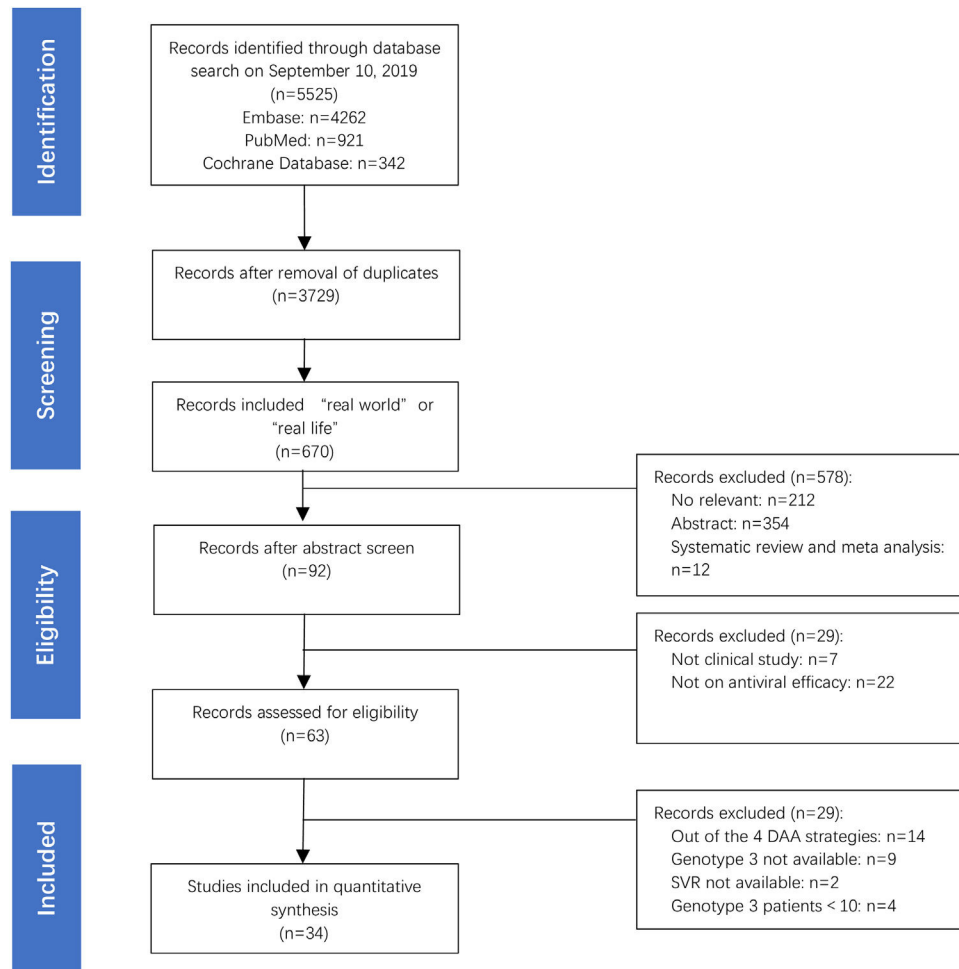 Identification
Records identified through database
search on September 10, 2019
(n=5525)
Embase: n=4262
PubMed: n=921
Cochrane Database: n=342
Screening
Records after removal of duplicates
(n=3729)
Records included “real world” or
“real life”
(n=670)
Records excluded (n=578):
No relevant: n=212
Abstract: n=354
Systematic review and meta analysis:
n=12
Eligibility
Records after abstract screen
(n=92)
Records excluded (n=29):
Not clinical study: n=7
Not on antiviral efficacy: n=22
Records assessed for eligibility
(n=63)
Included
Records excluded (n=29):
Out of the 4 DAA strategies: n=14
Genotype 3 not available: n=9
SVR not available: n=2
Genotype 3 patients < 10: n=4
Studies included in quantitative
synthesis
(n=34)